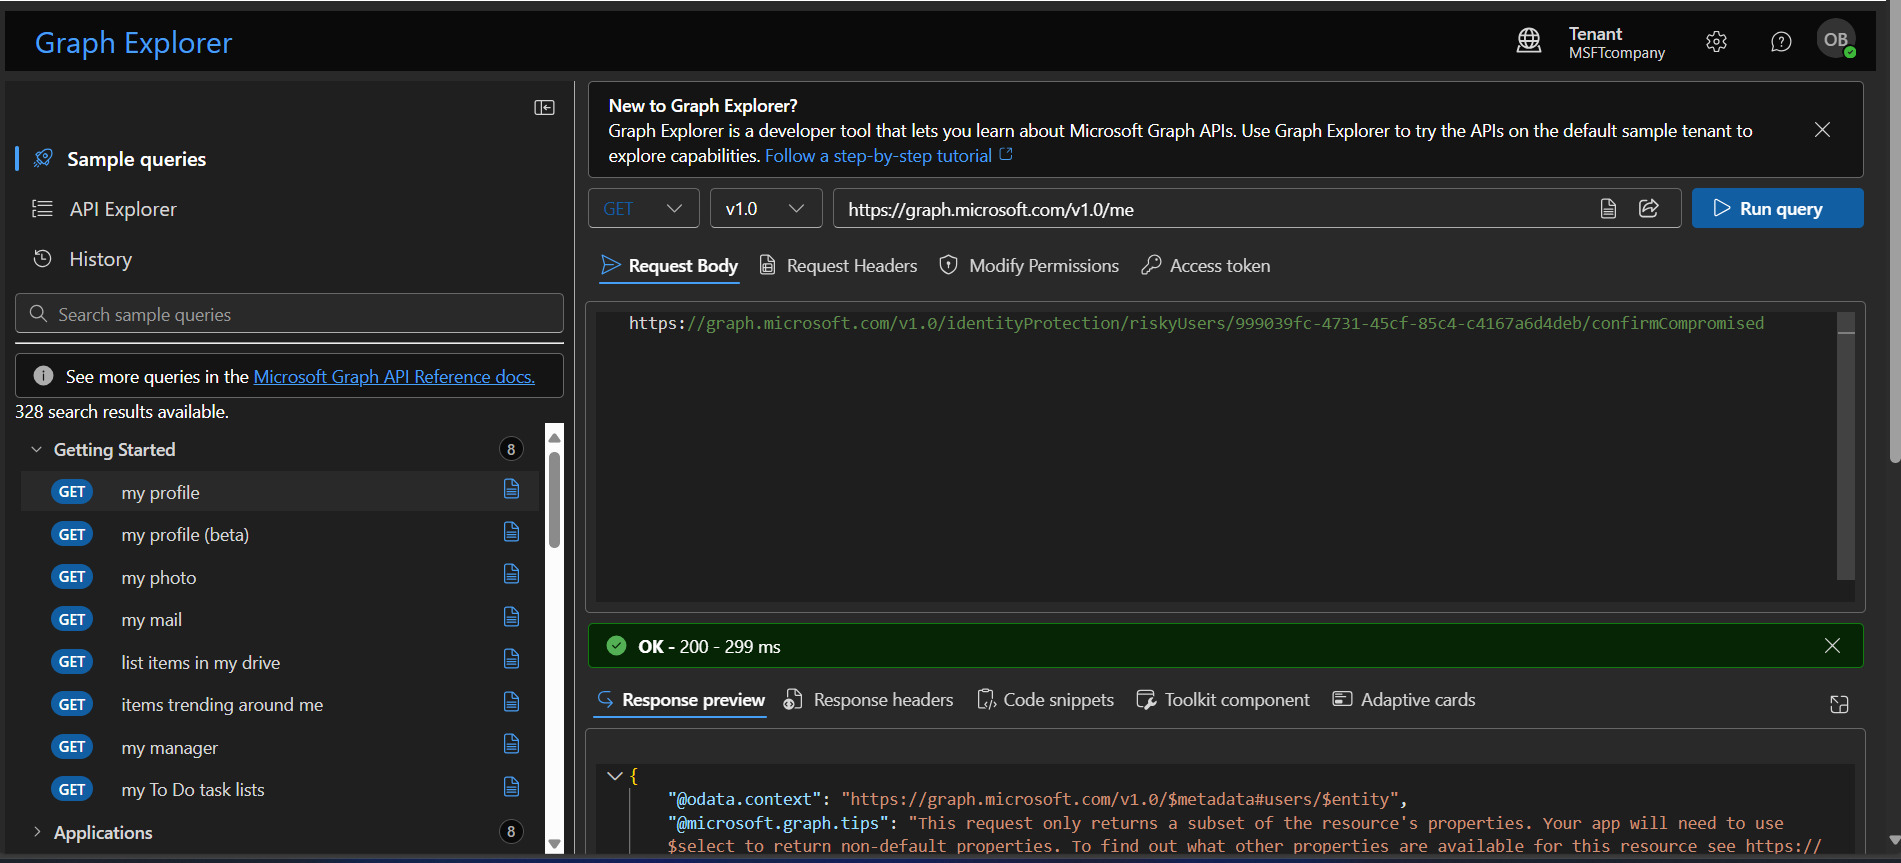 Graph Explorer
Tenant
MSFTcompany
OB
Sample queries
API Explorer
History
Search sample queries
See more queries in the Microsoft Graph API Reference docs.
328 search results available.
Getting Started 8
GET my profile
GET my profile (beta)
GET my photo
GET my mail
GET list items in my drive
GET items trending around me
GET my manager
GET my To Do task lists
Applications 8
New to Graph Explorer?
Graph Explorer is a developer tool that lets you learn about Microsoft Graph APIs. Use Graph Explorer to try the APIs on the default sample tenant to
explore capabilities. Follow a step-by-step tutorial
GET v1.0 https://graph.microsoft.com/v1.0/me Run query
Request Body Request Headers Modify Permissions Access token
https://graph.microsoft.com/v1.0/identityProtection/riskyUsers/999039fc-4731-45cf-85c4-c4167a6d4deb/confirmCompromised
OK - 200 - 299 ms
Response preview Response headers Code snippets Toolkit component Adaptive cards
{
"@odata.context": "https://graph.microsoft.com/v1.0/$metadata#users/$entity",
"@microsoft.graph.tips": "This request only returns a subset of the resource's properties. Your app will need to use
$select to return non-default properties. To find out what other properties are available for this resource see https://